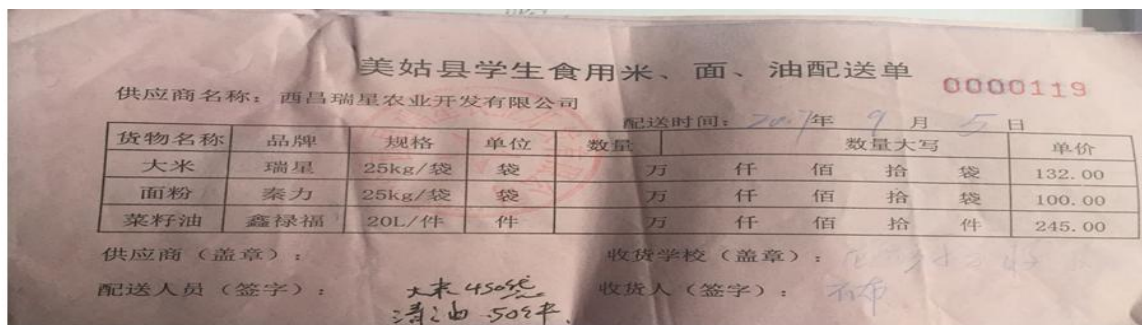 美姑县学生食用米、面、油配送单
0000119
供应商名称：西昌瑞星农业开发有限公司
配送时间：2017年 9月 5日
货物名称 品牌 规格 单位 数量 数量大写 单价
大米 瑞星 25kg/袋 袋 万 仟 佰 拾 袋 132.00
面粉 秦力 25kg/袋 袋 万 仟 佰 拾 袋 100.00
菜籽油 鑫禄福 20L/件 件 万 仟 佰 拾 件 245.00
供应商（盖章）： 收货学校（盖章）：
配送人员（签字）： 大米450袋 收货人（签字）：
清油 50件.